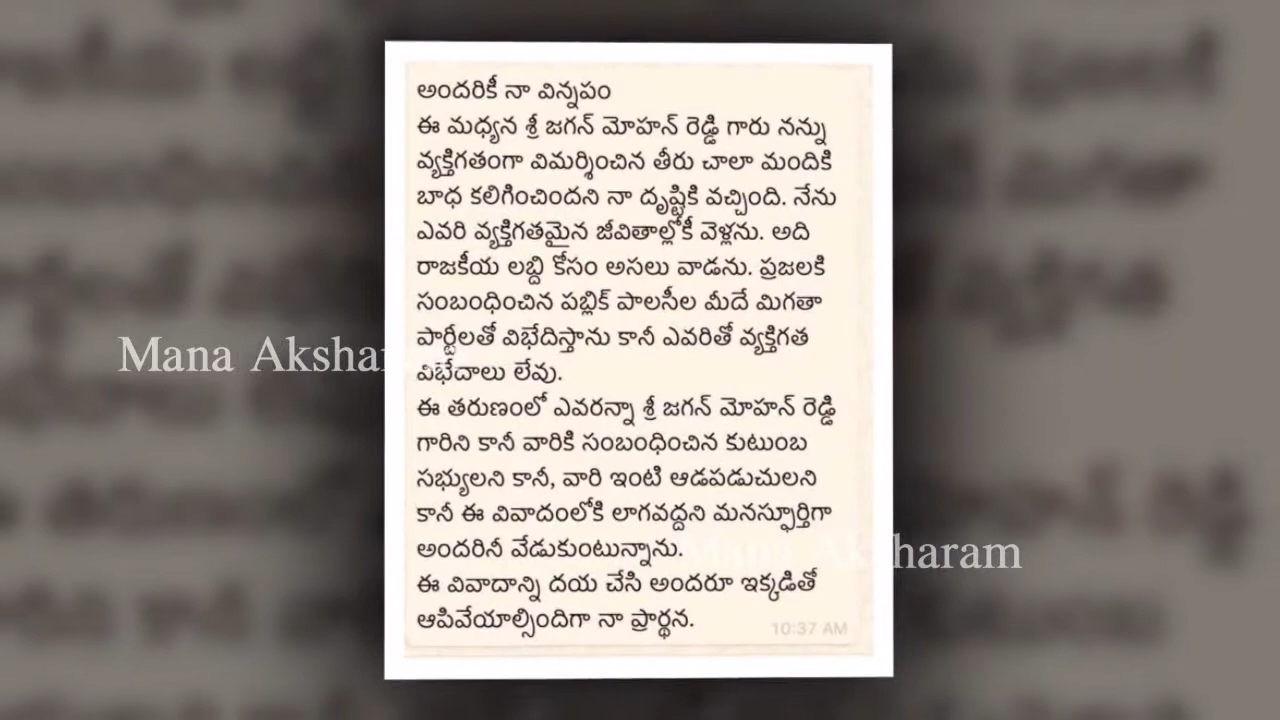 అందరికీ నా విన్నపం
ఈ మధ్యన శ్రీ జగన్ మోహన్ రెడ్డి గారు నన్ను
వ్యక్తిగతంగా విమర్శించిన తీరు చాలా మందికి
బాధ కలిగించిందని నా దృష్టికి వచ్చింది. నేను
ఎవరి వ్యక్తిగతమైన జీవితాల్లోకీ వెళ్లను. అది
రాజకీయ లబ్ది కోసం అసలు వాడను. ప్రజలకి
సంబంధించిన పబ్లిక్ పాలసీల మీదే మిగతా
పార్టీలతో విభేదిస్తాను కానీ ఎవరితో వ్యక్తిగత
విభేదాలు లేవు.
ఈ తరుణంలో ఎవరన్నా శ్రీ జగన్ మోహన్ రెడ్డి
గారిని కానీ వారికి సంబంధించిన కుటుంబ
సభ్యులని కానీ, వారి ఇంటి ఆడపడుచులని
కానీ ఈ వివాదంలోకి లాగవద్దని మనస్ఫూర్తిగా
అందరినీ వేడుకుంటున్నాను.
ఈ వివాదాన్ని దయ చేసి అందరూ ఇక్కడితో
ఆపివేయాల్సిందిగా నా ప్రార్థన.
10:37 AM
Mana Aksharam
Mana Aksharam